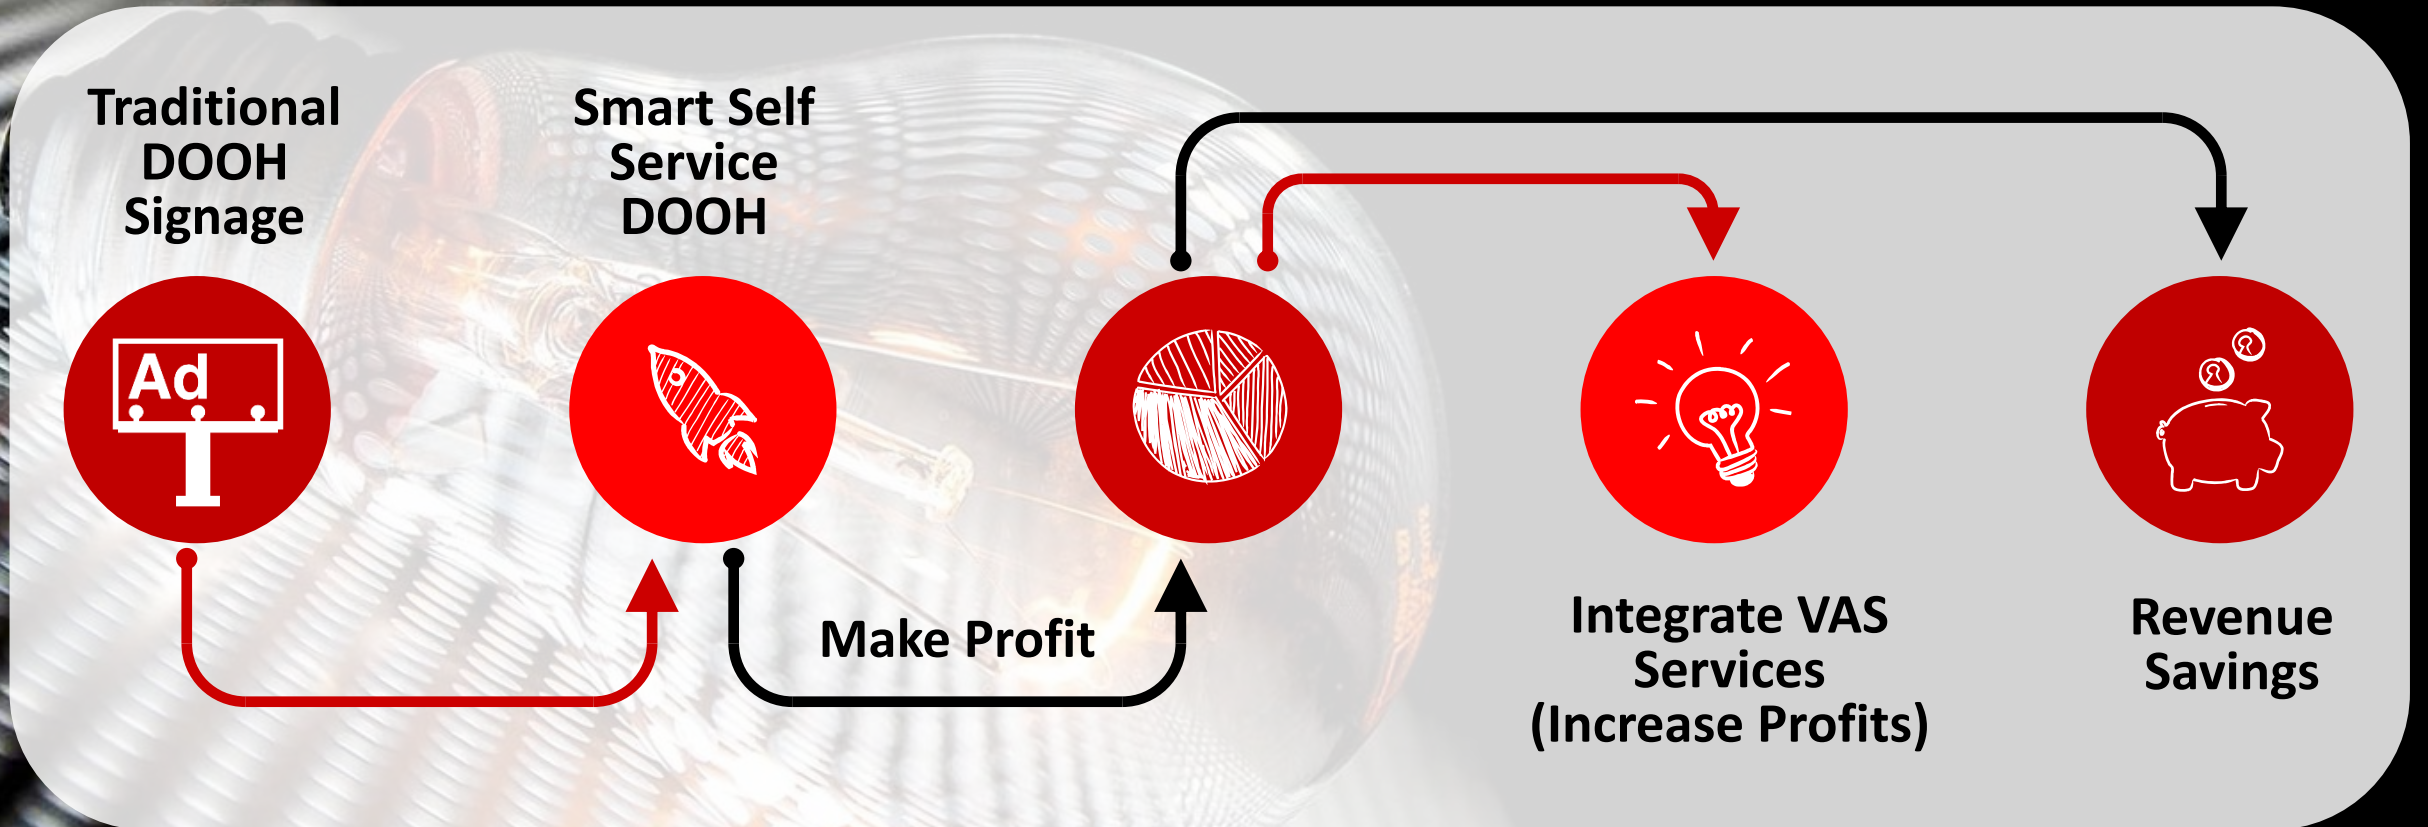 Traditional
DOOH
Signage
Smart Self
Service
DOOH
Ad
Make Profit
Integrate VAS
Services
(Increase Profits)
Revenue
Savings